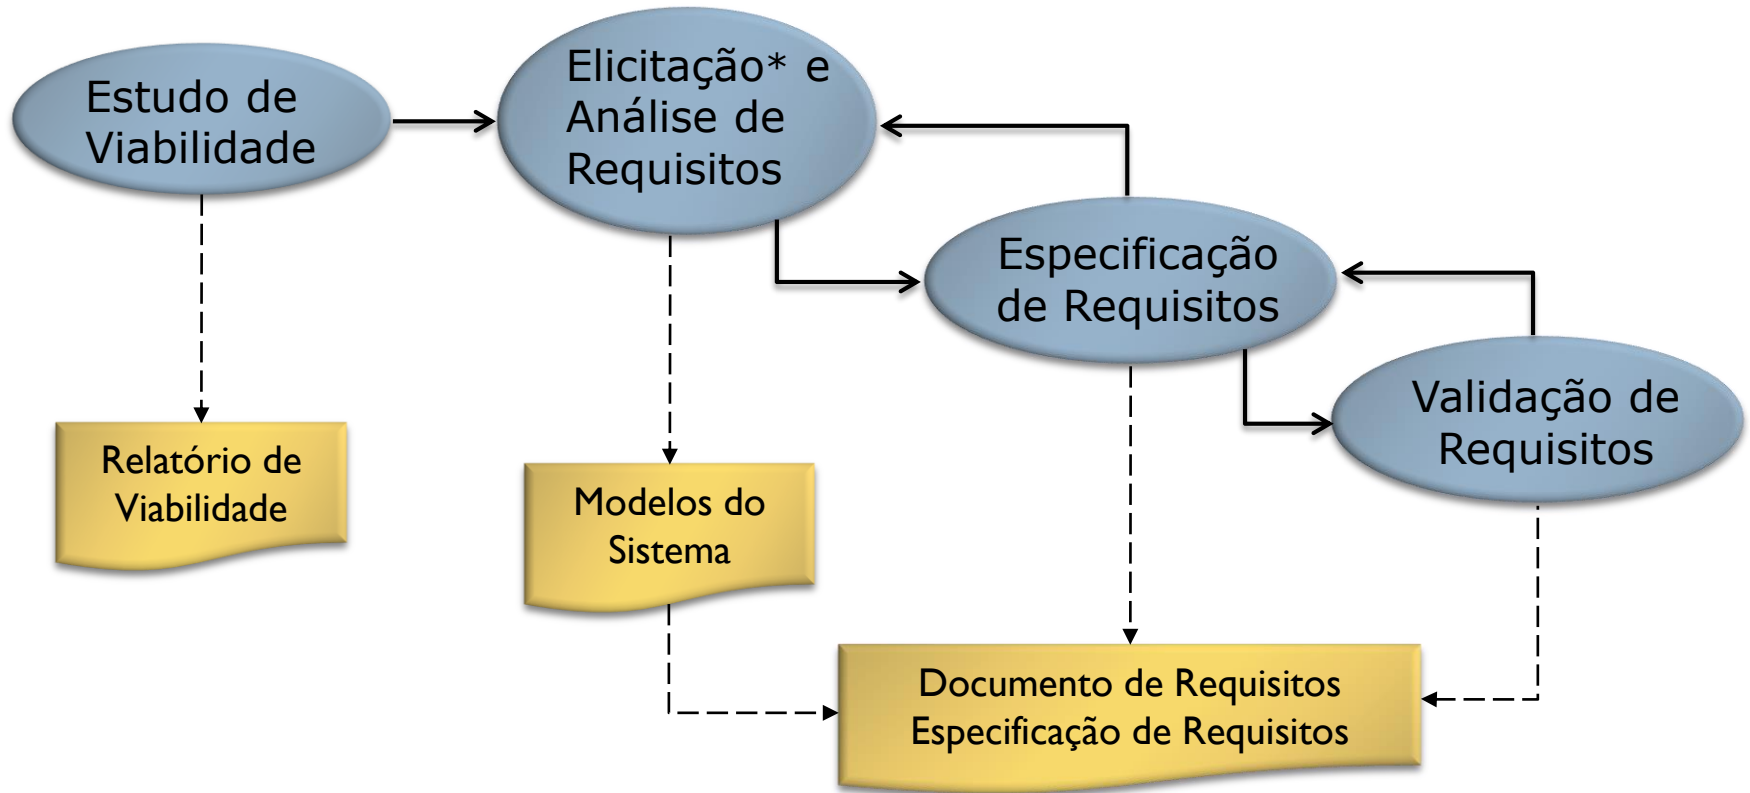 Estudo de
Viabilidade
Elicitação* e
Análise de
Requisitos
Especificação
de Requisitos
Validação de
Requisitos
Relatório de
Viabilidade
Modelos do
Sistema
Documento de Requisitos
Especificação de Requisitos